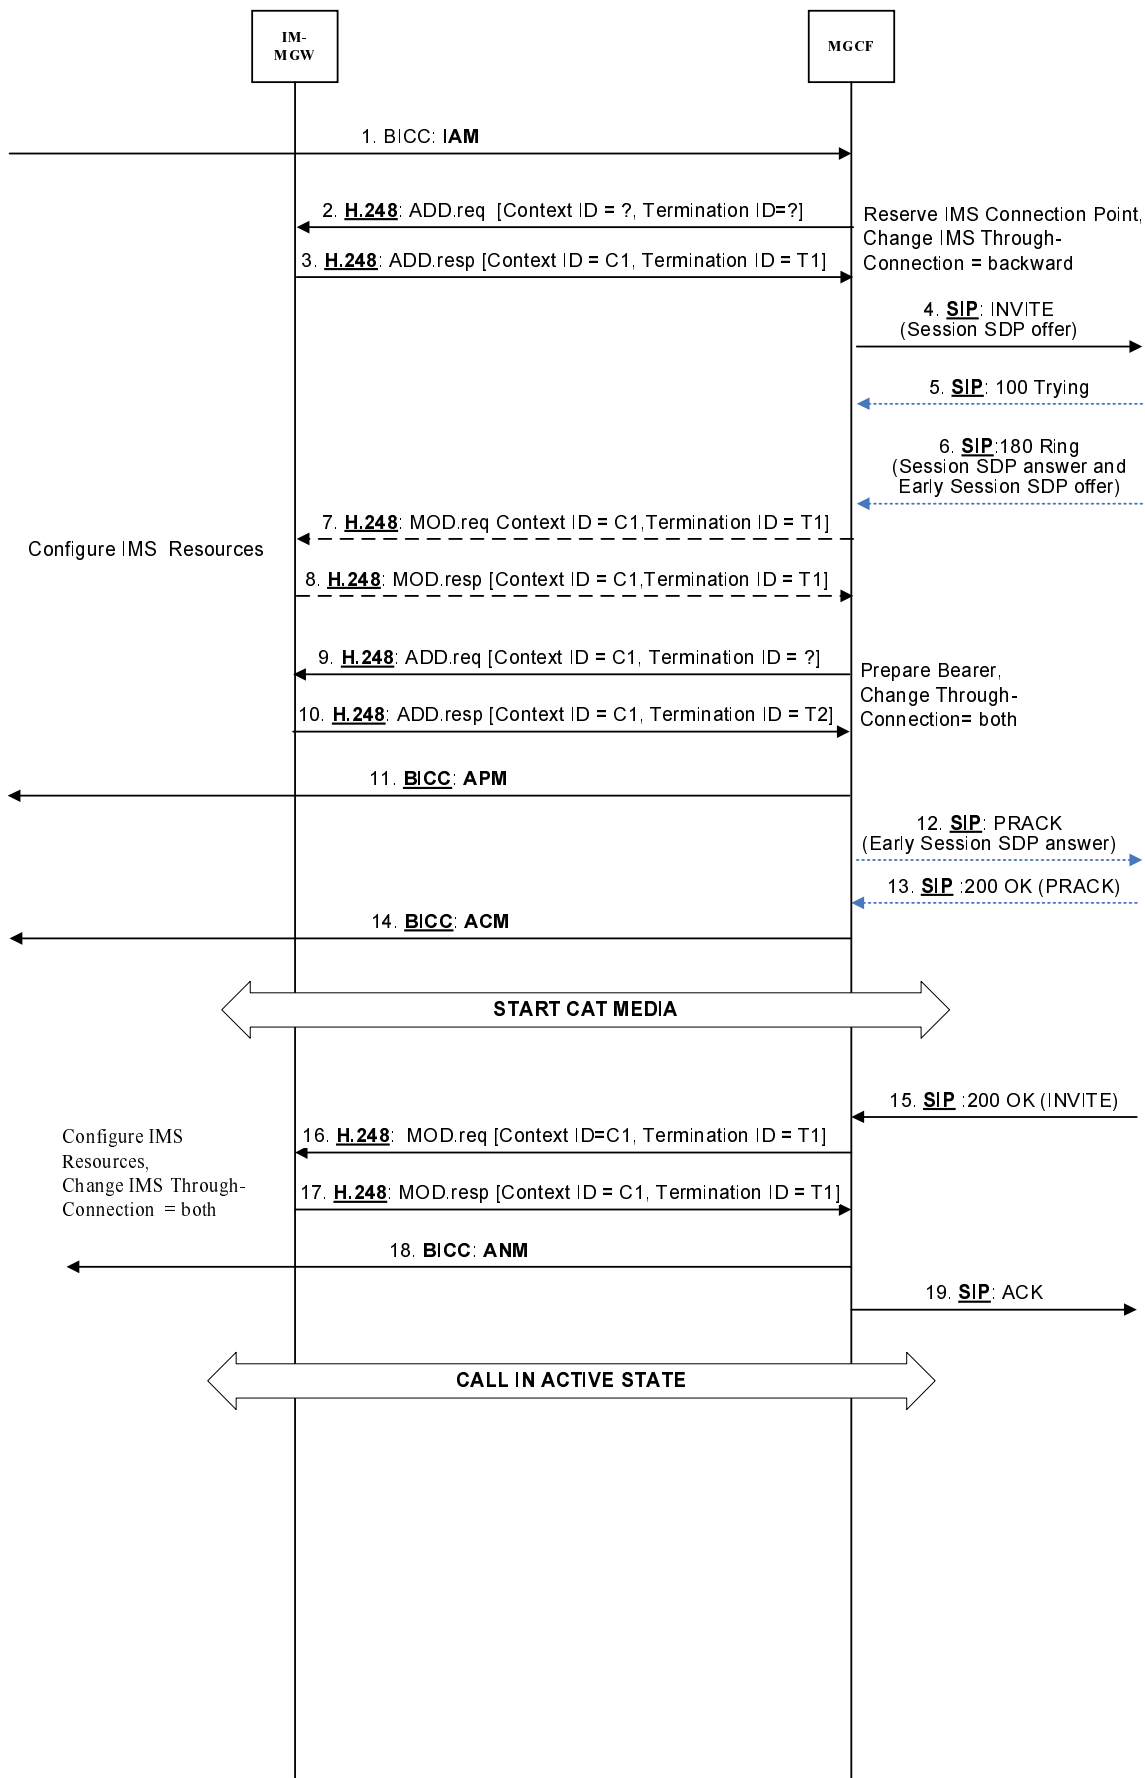 IM-
MGW
MGCF
1. BICC: IAM
2. H.248: ADD.req [Context ID = ?, Termination ID=?]
Reserve IMS Connection Point,
Change IMS Through-
Connection = backward
3. H.248: ADD.resp [Context ID = C1, Termination ID = T1]
4. SIP: INVITE
(Session SDP offer)
5. SIP: 100 Trying
6. SIP:180 Ring
(Session SDP answer and
Early Session SDP offer)
7. H.248: MOD.req Context ID = C1,Termination ID = T1]
Configure IMS Resources
8. H.248: MOD.resp [Context ID = C1,Termination ID = T1]
9. H.248: ADD.req [Context ID = C1, Termination ID = ?]
Prepare Bearer,
Change Through-
Connection= both
10. H.248: ADD.resp [Context ID = C1, Termination ID = T2]
11. BICC: APM
12. SIP: PRACK
(Early Session SDP answer)
13. SIP :200 OK (PRACK)
14. BICC: ACM
START CAT MEDIA
15. SIP :200 OK (INVITE)
16. H.248: MOD.req [Context ID=C1, Termination ID = T1]
Configure IMS
Resources,
Change IMS Through-
Connection = both
17. H.248: MOD.resp [Context ID = C1, Termination ID = T1]
18. BICC: ANM
19. SIP: ACK
CALL IN ACTIVE STATE